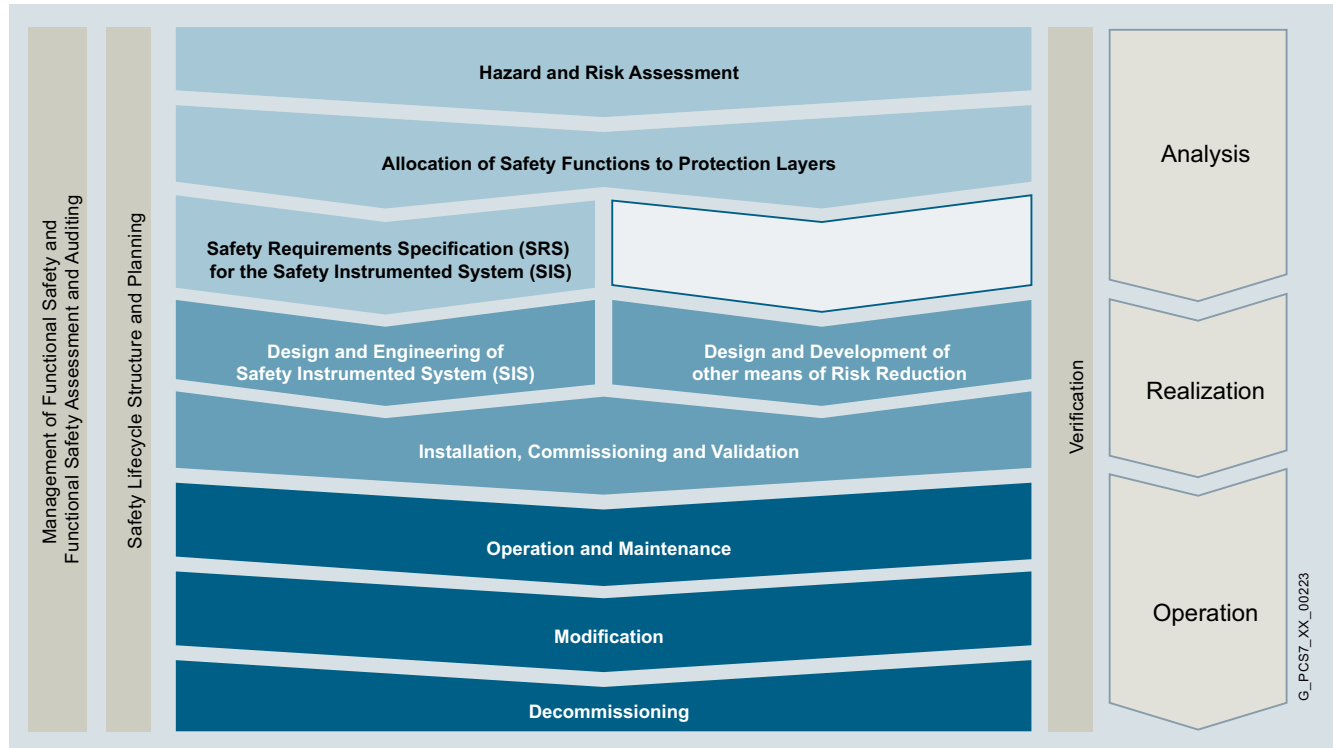 Management of Functional Safety and
Functional Safety Assessment and Auditing
Safety Lifecycle Structure and Planning
Hazard and Risk Assessment
Allocation of Safety Functions to Protection Layers
Safety Requirements Specification (SRS)
for the Safety Instrumented System (SIS)
Design and Engineering of
Safety Instrumented System (SIS)
Design and Development of
other means of Risk Reduction
Installation, Commissioning and Validation
Operation and Maintenance
Modification
Decommissioning
Verification
Analysis
Realization
Operation
G_PCS7_XX_00223